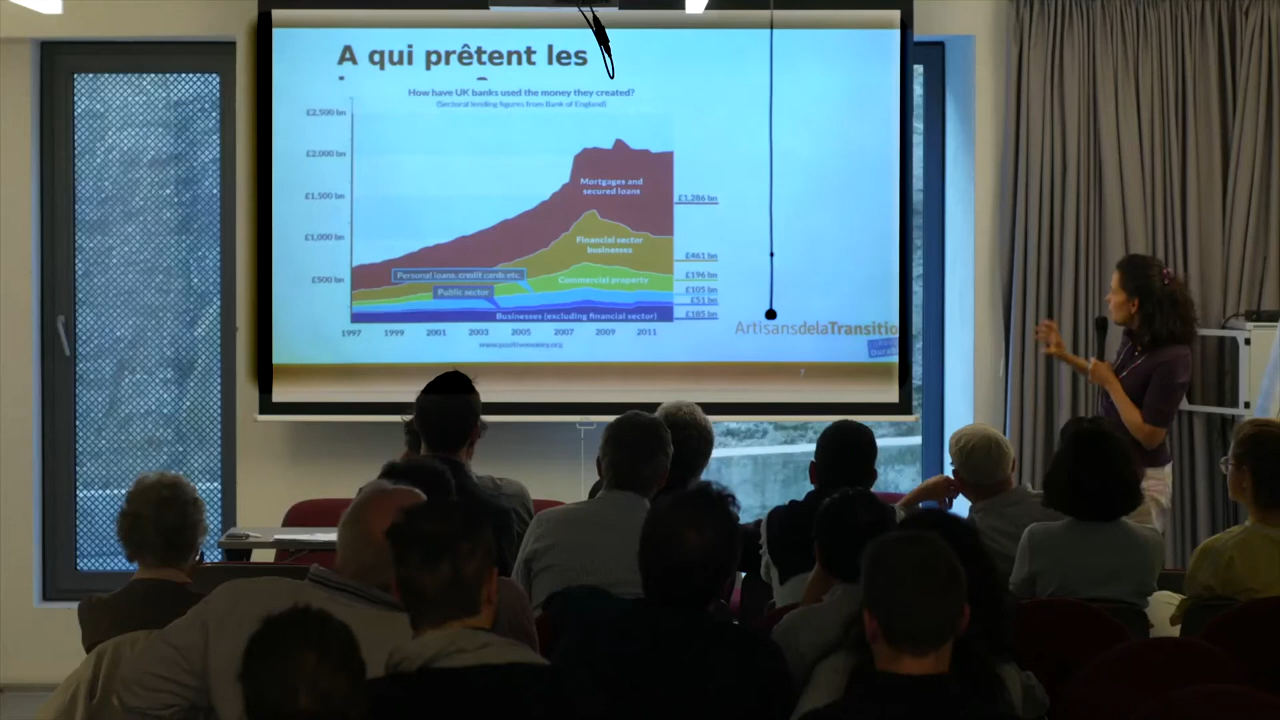 A qui prêtent les
How have UK banks used the money they created?
(Sectoral lending figures from Bank of England)
£2,500 bn
£2,000 bn
£1,500 bn
£1,000 bn
£500 bn
Mortgages and
secured loans
Financial sector
businesses
Personal loans, credit cards etc.
Commercial property
Public sector
Businesses (excluding financial sector)
£1,286 bn
£461 bn
£196 bn
£105 bn
£51 bn
£185 bn
1997 1999 2001 2003 2005 2007 2009 2011
www.positivemoney.org
ArtisansdelaTransitio
Durabl
7